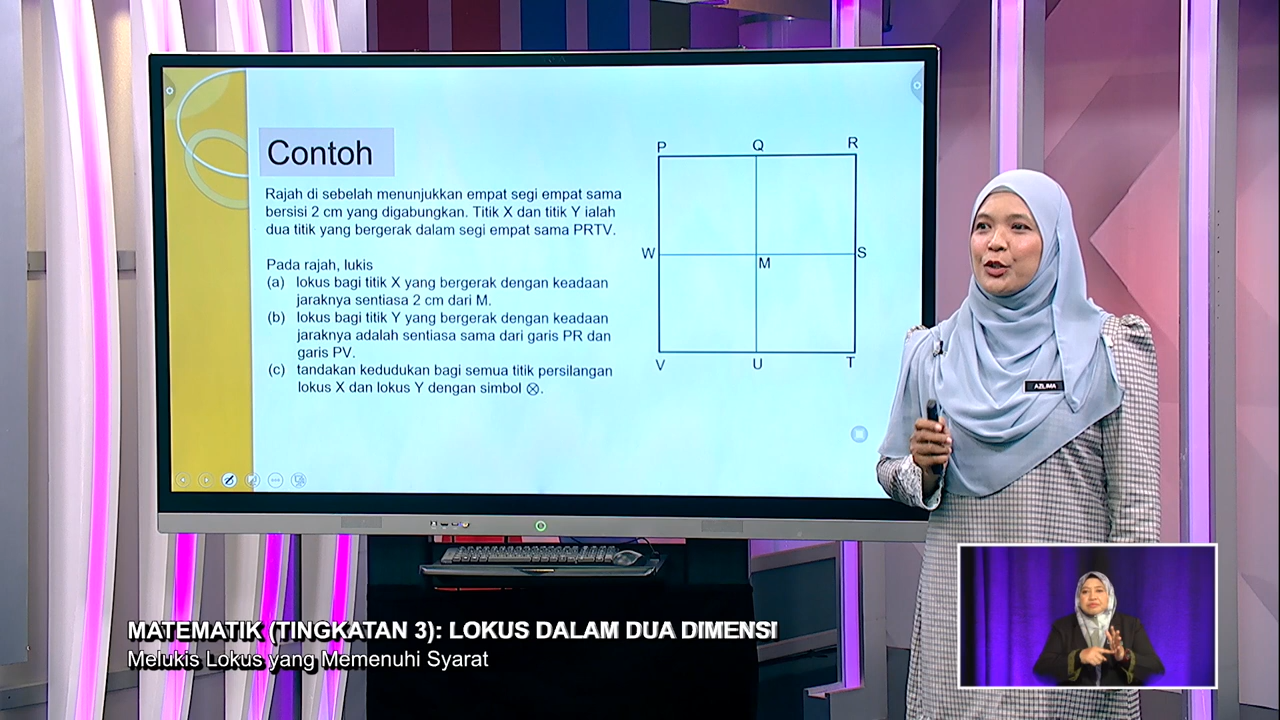 Contoh
Rajah di sebelah menunjukkan empat segi empat sama
bersisi 2 cm yang digabungkan. Titik X dan titik Y ialah
dua titik yang bergerak dalam segi empat sama PRTV.
Pada rajah, lukis
(a) lokus bagi titik X yang bergerak dengan keadaan
jaraknya sentiasa 2 cm dari M.
(b) lokus bagi titik Y yang bergerak dengan keadaan
jaraknya adalah sentiasa sama dari garis PR dan
garis PV.
(c) tandakan kedudukan bagi semua titik persilangan
lokus X dan lokus Y dengan simbol ⊗.
P Q R
W M S
V U T
AZLIMA
MATEMATIK (TINGKATAN 3): LOKUS DALAM DUA DIMENSI
Melukis Lokus yang Memenuhi Syarat